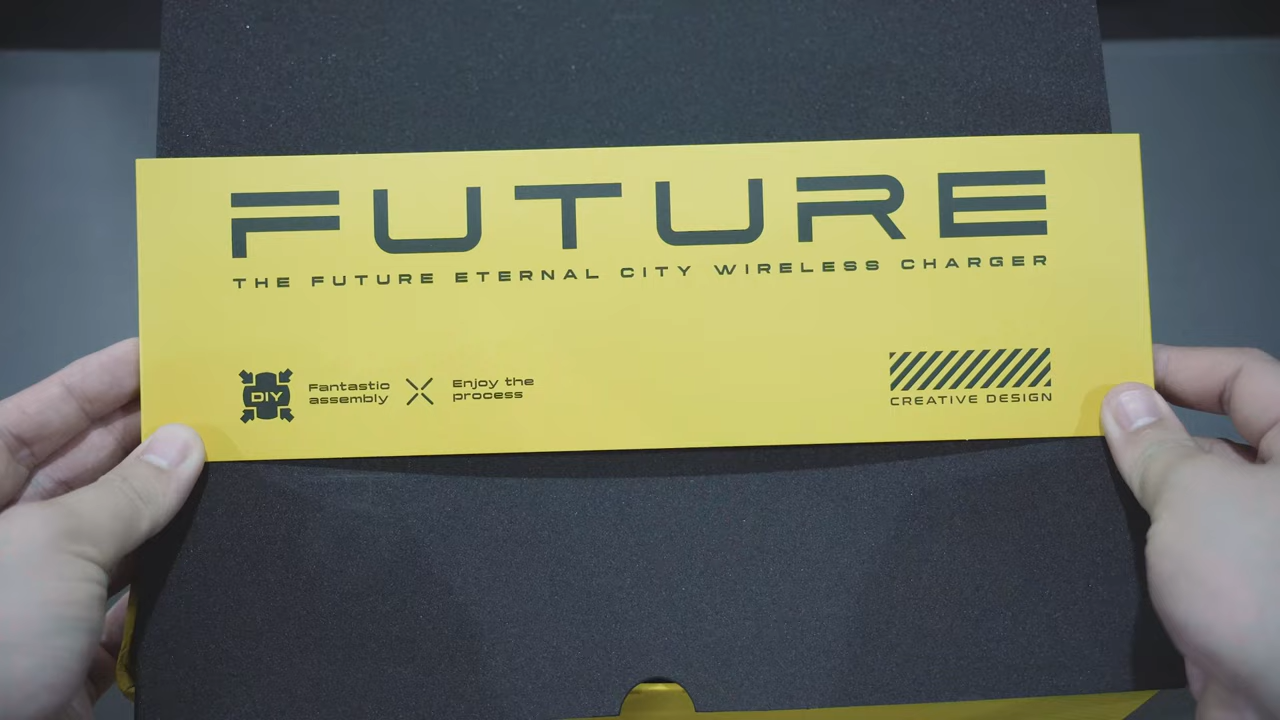 FUTURE
THE FUTURE ETERNAL CITY WIRELESS CHARGER
DIY
Fantastic
assembly
Enjoy the
process
CREATIVE DESIGN